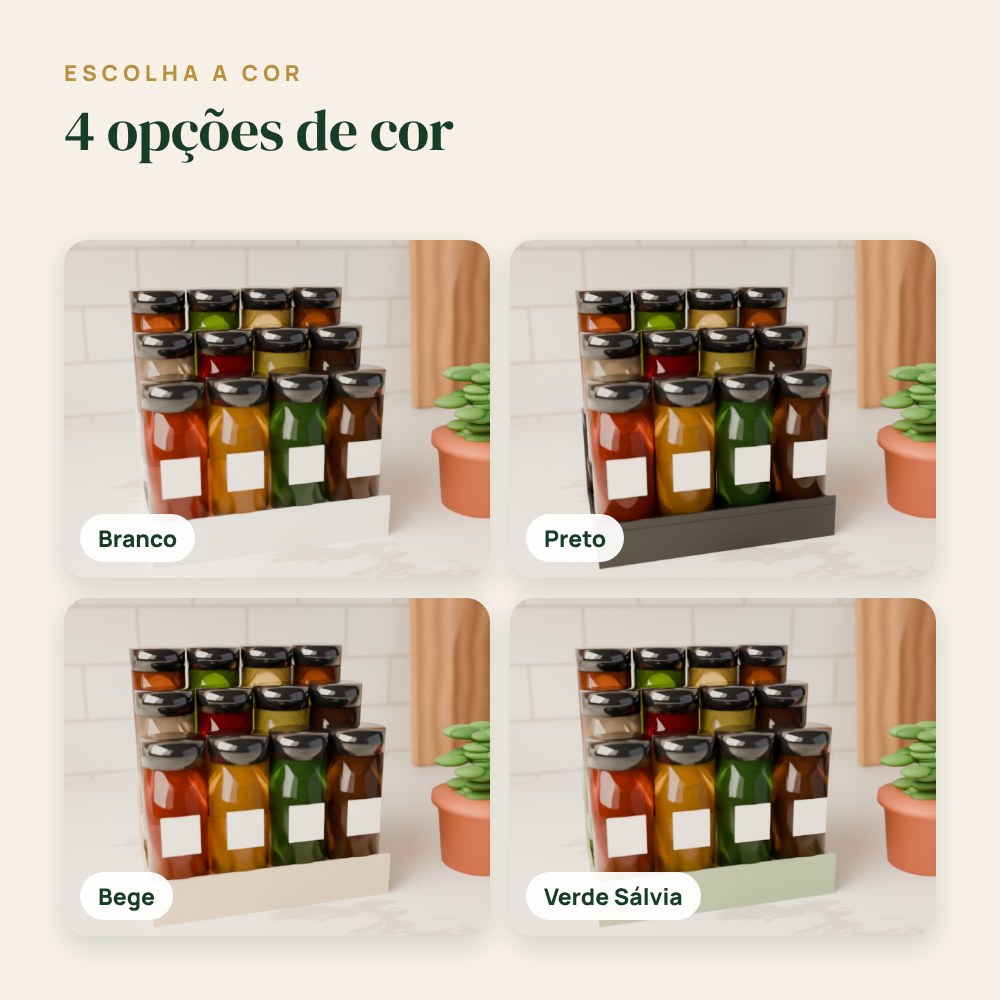 ESCOLHA A COR
4 opções de cor
Branco
Preto
Bege
Verde Sálvia